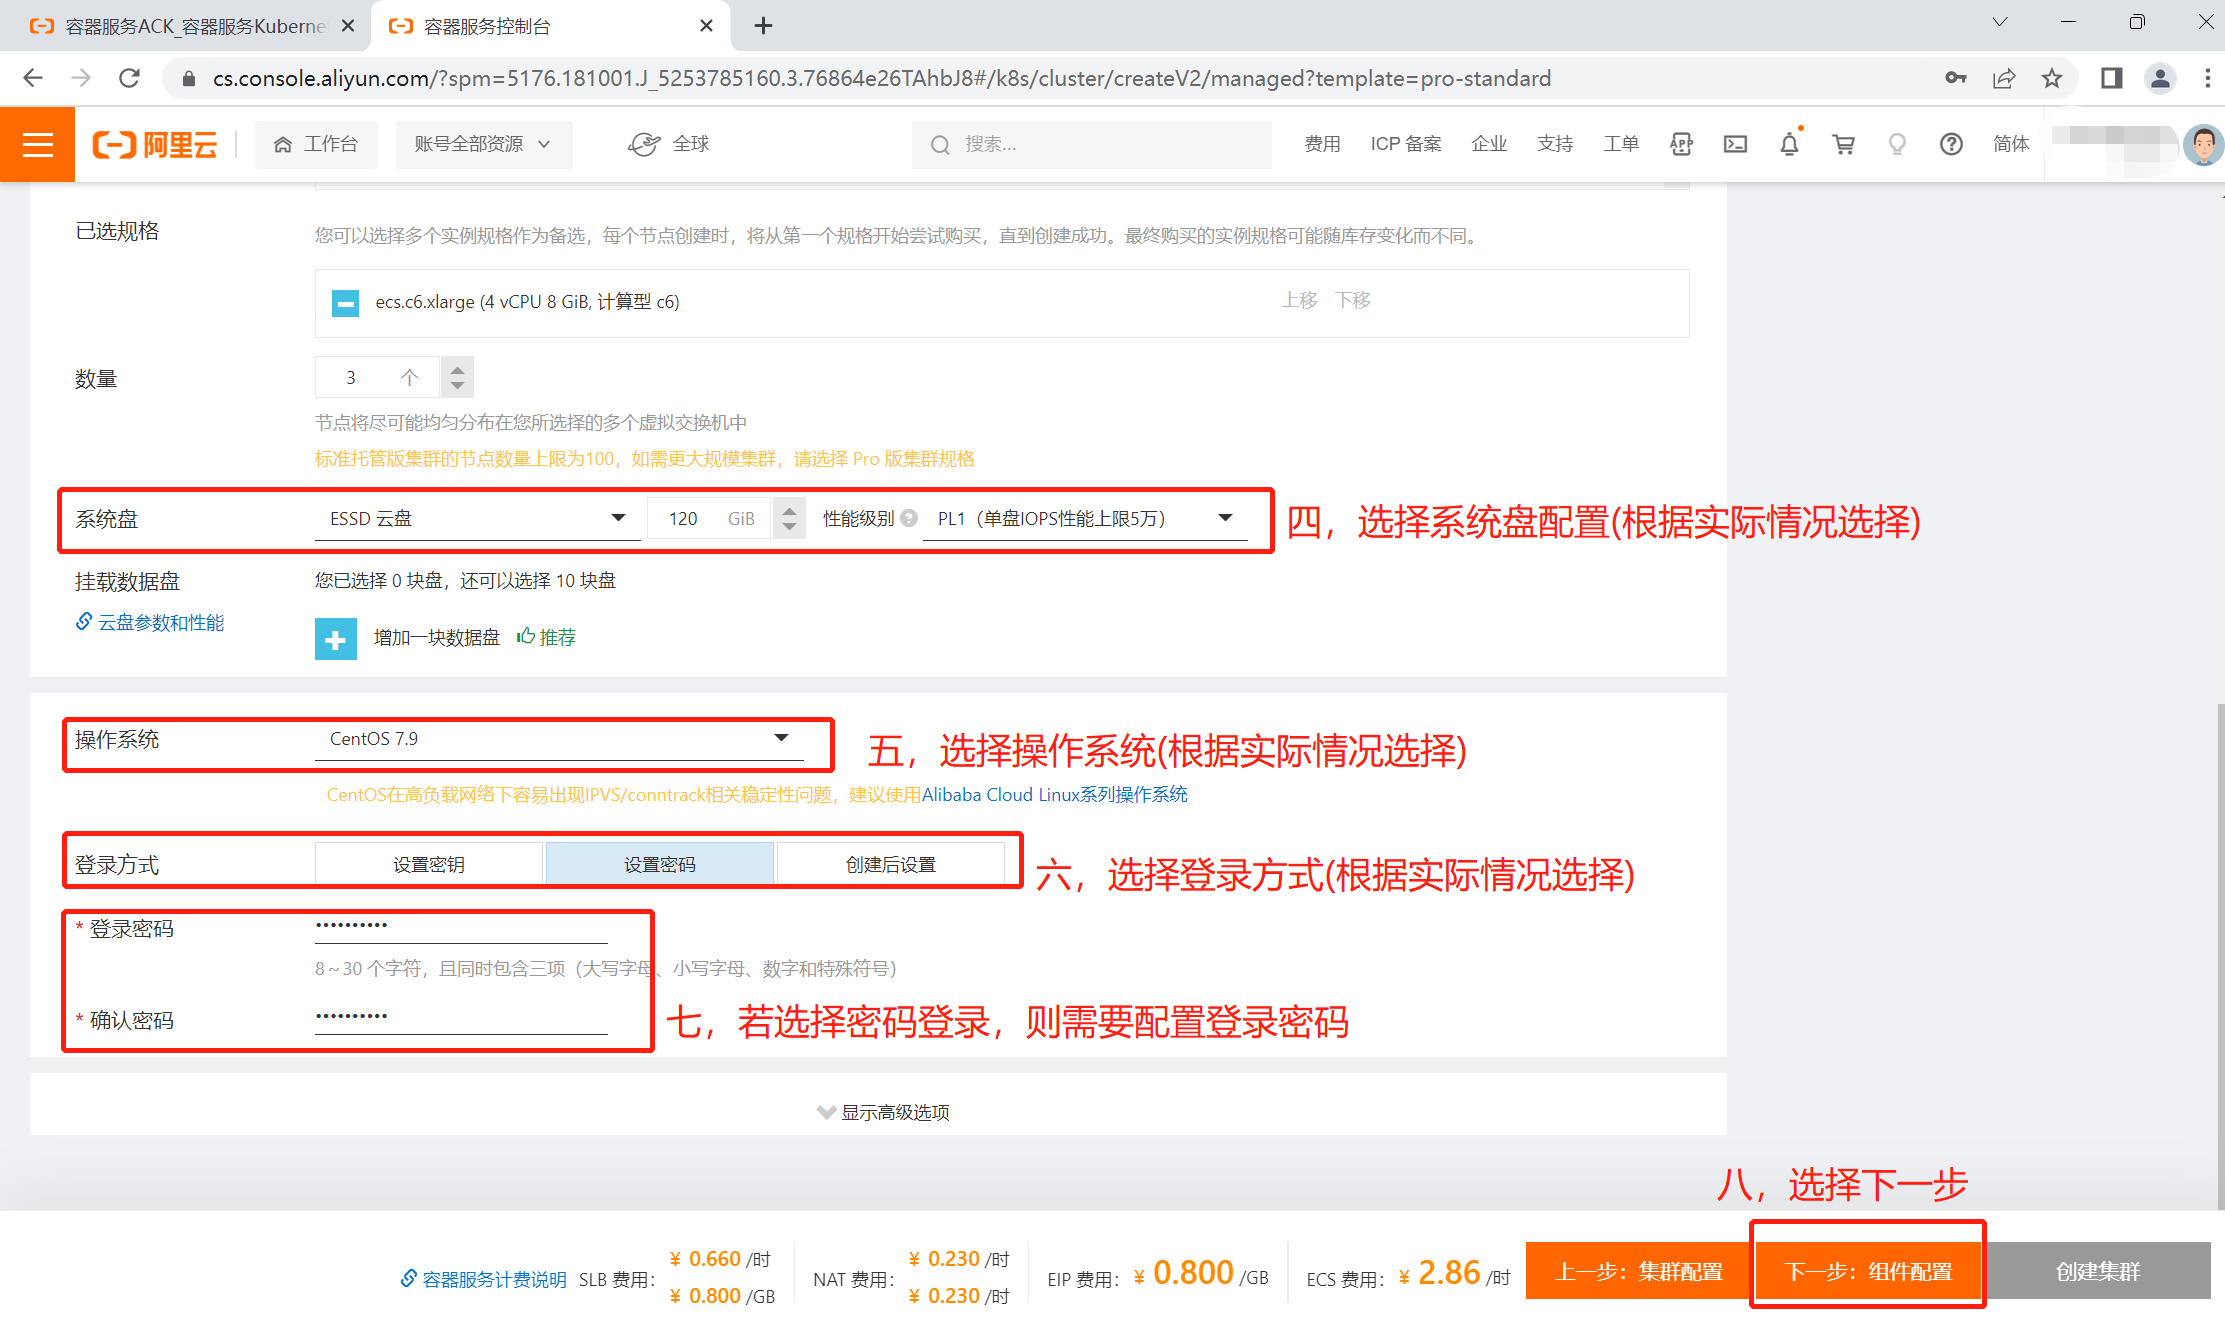 容器服务ACK_容器服务Kuberne
容器服务控制台
cs.console.aliyun.com/?spm=5176.181001.J_5253785160.3.76864e26TAhbJ8#/k8s/cluster/createV2/managed?template=pro-standard
阿里云
工作台
账号全部资源
全球
搜索...
费用
ICP 备案
企业
支持
工单
APP
简体
已选规格
您可以选择多个实例规格作为备选，每个节点创建时，将从第一个规格开始尝试购买，直到创建成功。最终购买的实例规格可能随库存变化而不同。
ecs.c6.xlarge (4 vCPU 8 GiB, 计算型 c6)
上移 下移
数量
3 个
节点将尽可能均匀分布在您所选择的多个虚拟交换机中
标准托管版集群的节点数量上限为100，如需更大规模集群，请选择 Pro 版集群规格
系统盘
ESSD 云盘
120 GiB
性能级别
PL1（单盘IOPS性能上限5万）
四，选择系统盘配置(根据实际情况选择)
挂载数据盘
您已选择 0 块盘，还可以选择 10 块盘
云盘参数和性能
增加一块数据盘
推荐
操作系统
CentOS 7.9
五，选择操作系统(根据实际情况选择)
CentOS在高负载网络下容易出现IPVS/conntrack相关稳定性问题，建议使用Alibaba Cloud Linux系列操作系统
登录方式
设置密钥
设置密码
创建后设置
六，选择登录方式(根据实际情况选择)
* 登录密码
••••••••••
8 ~ 30 个字符，且同时包含三项（大写字母、小写字母、数字和特殊符号）
* 确认密码
••••••••••
七，若选择密码登录，则需要配置登录密码
显示高级选项
八，选择下一步
容器服务计费说明
SLB 费用：
¥ 0.660 /时
¥ 0.800 /GB
NAT 费用：
¥ 0.230 /时
¥ 0.230 /时
EIP 费用：
¥ 0.800 /GB
ECS 费用：
¥ 2.86 /时
上一步：集群配置
下一步：组件配置
创建集群